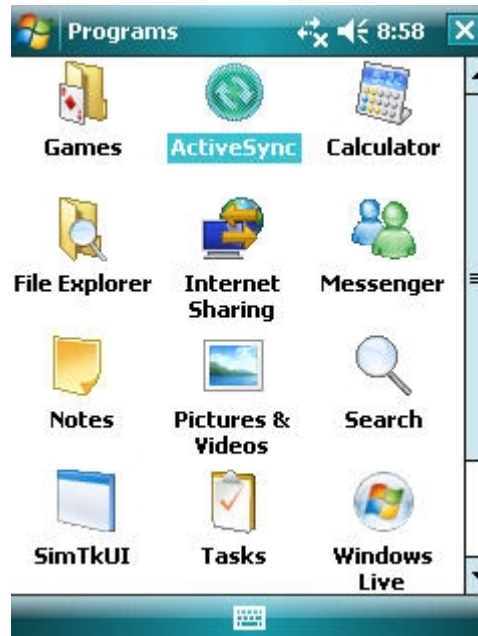 Programs 8:58
Games ActiveSync Calculator
File Explorer Internet Sharing Messenger
Notes Pictures & Videos Search
SimTkUI Tasks Windows Live